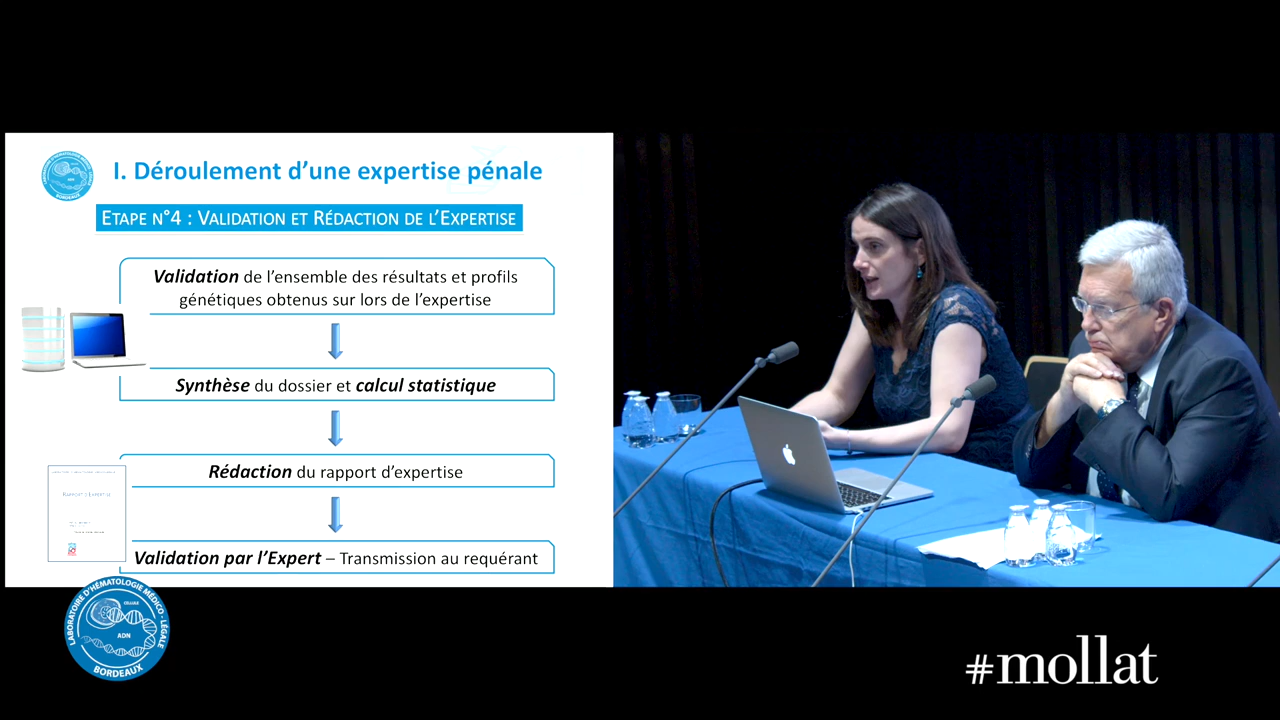 I. Déroulement d'une expertise pénale
ETAPE N°4 : VALIDATION ET RÉDACTION DE L'EXPERTISE
Validation de l'ensemble des résultats et profils
génétiques obtenus sur lors de l'expertise
Synthèse du dossier et calcul statistique
Rédaction du rapport d'expertise
Validation par l'Expert – Transmission au requérant
LABORATOIRE D'HÉMATOLOGIE MÉDICO-LÉGALE
CELLULE
ADN
BORDEAUX
#mollat